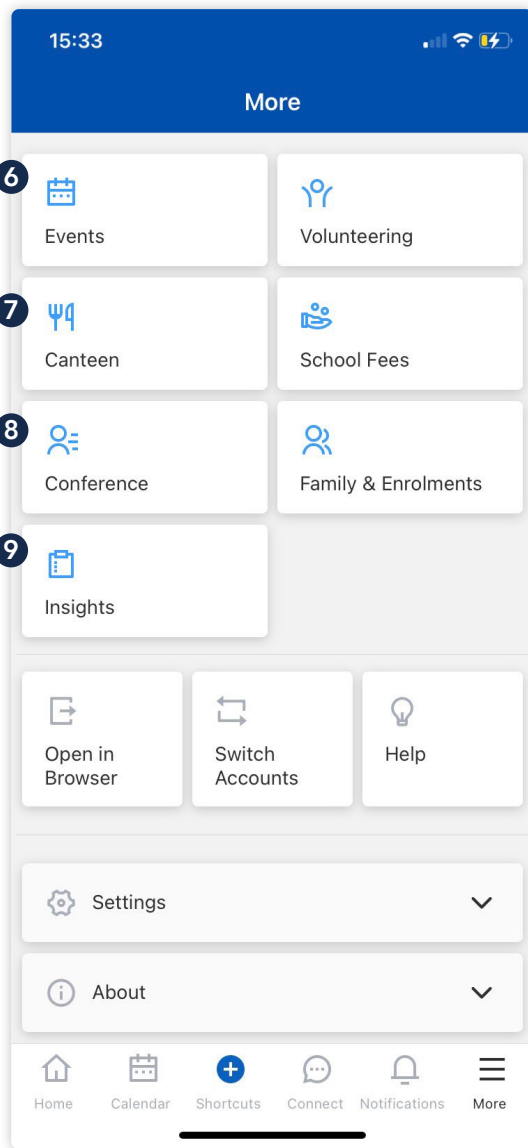 15:33
More
6
Events
Volunteering
7
Canteen
School Fees
8
Conference
Family & Enrolments
9
Insights
Open in
Browser
Switch
Accounts
Help
Settings
About
Home
Calendar
Shortcuts
Connect
Notifications
More